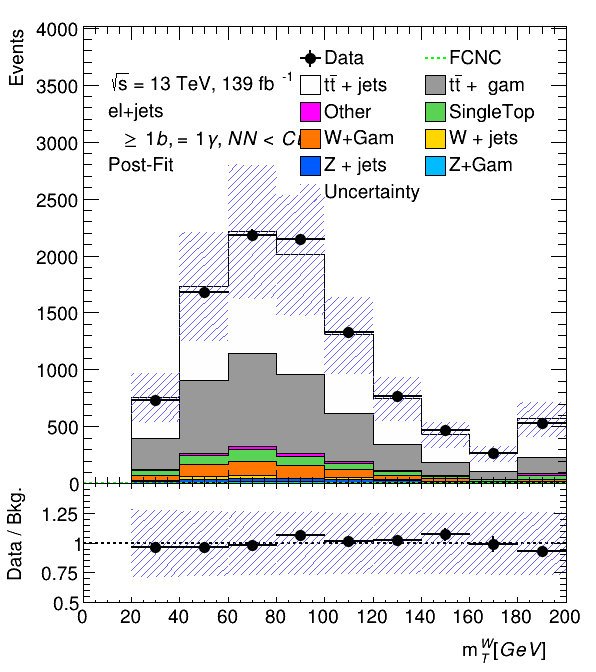 Events
4000
3500
3000
2500
2000
1500
1000
500
0
√s = 13 TeV, 139 fb -1
el+jets
≥ 1b, = 1γ, NN <
Post-Fit
Data
FCNC
tt̄ + jets
tt̄ + gam
Other
SingleTop
W+Gam
W + jets
Z + jets
Z+Gam
Uncertainty
Data / Bkg.
1.25
1
0.75
0.5
0 20 40 60 80 100 120 140 160 180 200
m_T^W [GeV]